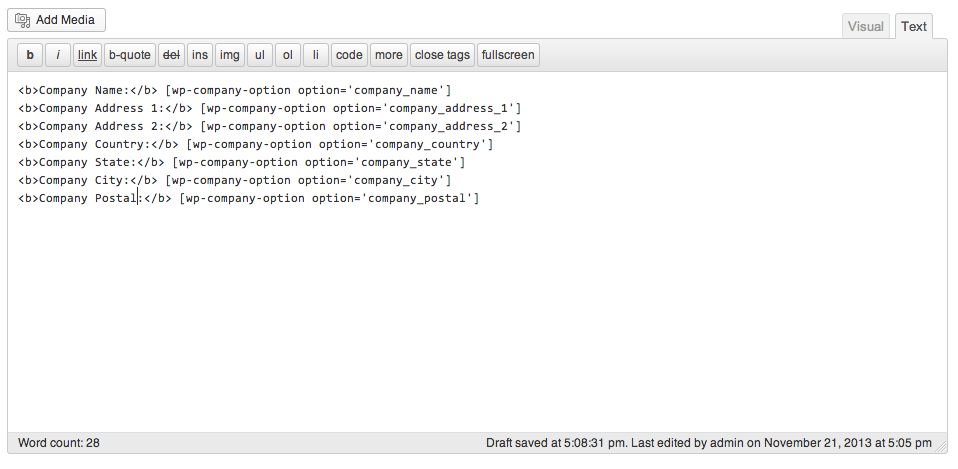 Add Media
Visual Text
b i link b-quote del ins img ul ol li code more close tags fullscreen
<b>Company Name:</b> [wp-company-option option='company_name']
<b>Company Address 1:</b> [wp-company-option option='company_address_1']
<b>Company Address 2:</b> [wp-company-option option='company_address_2']
<b>Company Country:</b> [wp-company-option option='company_country']
<b>Company State:</b> [wp-company-option option='company_state']
<b>Company City:</b> [wp-company-option option='company_city']
<b>Company Postal:</b> [wp-company-option option='company_postal']
Word count: 28 Draft saved at 5:08:31 pm. Last edited by admin on November 21, 2013 at 5:05 pm